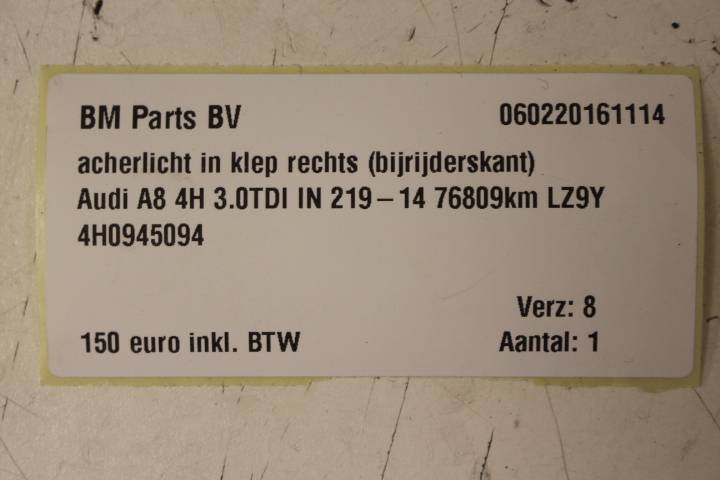 BM Parts BV 060220161114
acherlicht in klep rechts (bijrijderskant)
Audi A8 4H 3.0TDI IN 219-14 76809km LZ9Y
4H0945094
Verz: 8
150 euro inkl. BTW Aantal: 1